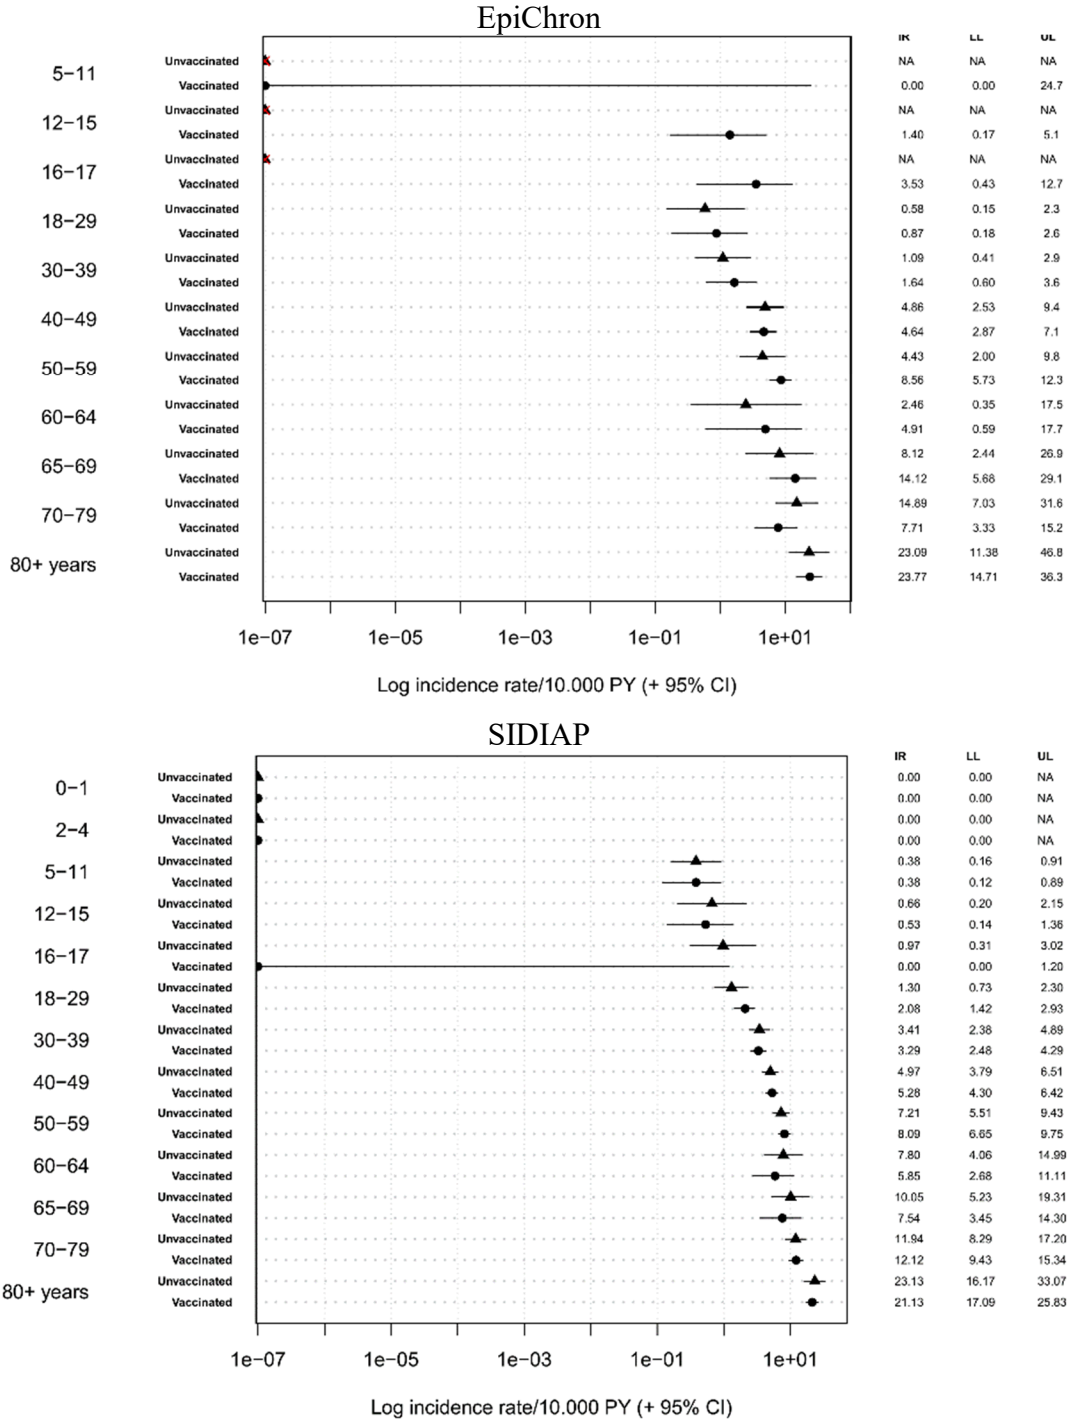 EpiChron
IR LL UL
5−11
Unvaccinated NA NA NA
Vaccinated 0.00 0.00 24.7
12−15
Unvaccinated NA NA NA
Vaccinated 1.40 0.17 5.1
16−17
Unvaccinated NA NA NA
Vaccinated 3.53 0.43 12.7
18−29
Unvaccinated 0.58 0.15 2.3
Vaccinated 0.87 0.18 2.6
30−39
Unvaccinated 1.09 0.41 2.9
Vaccinated 1.64 0.60 3.6
40−49
Unvaccinated 4.86 2.53 9.4
Vaccinated 4.64 2.87 7.1
50−59
Unvaccinated 4.43 2.00 9.8
Vaccinated 8.56 5.73 12.3
60−64
Unvaccinated 2.46 0.35 17.5
Vaccinated 4.91 0.59 17.7
65−69
Unvaccinated 8.12 2.44 26.9
Vaccinated 14.12 5.68 29.1
70−79
Unvaccinated 14.89 7.03 31.6
Vaccinated 7.71 3.33 15.2
80+ years
Unvaccinated 23.09 11.38 46.8
Vaccinated 23.77 14.71 36.3
1e−07 1e−05 1e−03 1e−01 1e+01
Log incidence rate/10.000 PY (+ 95% CI)
SIDIAP
IR LL UL
0−1
Unvaccinated 0.00 0.00 NA
Vaccinated 0.00 0.00 NA
2−4
Unvaccinated 0.00 0.00 NA
Vaccinated 0.00 0.00 NA
5−11
Unvaccinated 0.38 0.16 0.91
Vaccinated 0.38 0.12 0.89
12−15
Unvaccinated 0.66 0.20 2.15
Vaccinated 0.53 0.14 1.36
16−17
Unvaccinated 0.97 0.31 3.02
Vaccinated 0.00 0.00 1.20
18−29
Unvaccinated 1.30 0.73 2.30
Vaccinated 2.08 1.42 2.93
30−39
Unvaccinated 3.41 2.38 4.89
Vaccinated 3.29 2.48 4.29
40−49
Unvaccinated 4.97 3.79 6.51
Vaccinated 5.28 4.30 6.42
50−59
Unvaccinated 7.21 5.51 9.43
Vaccinated 8.09 6.65 9.75
60−64
Unvaccinated 7.80 4.06 14.99
Vaccinated 5.85 2.68 11.11
65−69
Unvaccinated 10.05 5.23 19.31
Vaccinated 7.54 3.45 14.30
70−79
Unvaccinated 11.94 8.29 17.20
Vaccinated 12.12 9.43 15.34
80+ years
Unvaccinated 23.13 16.17 33.07
Vaccinated 21.13 17.09 25.83
1e−07 1e−05 1e−03 1e−01 1e+01
Log incidence rate/10.000 PY (+ 95% CI)